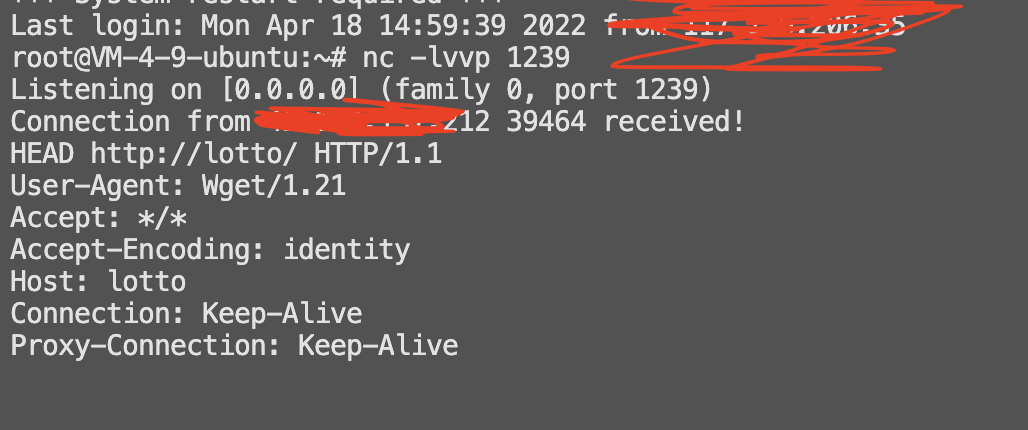 +++ System restart required +++
Last login: Mon Apr 18 14:59:39 2022 from
root@VM-4-9-ubuntu:~# nc -lvvp 1239
Listening on [0.0.0.0] (family 0, port 1239)
Connection from 212 39464 received!
HEAD http://lotto/ HTTP/1.1
User-Agent: Wget/1.21
Accept: */*
Accept-Encoding: identity
Host: lotto
Connection: Keep-Alive
Proxy-Connection: Keep-Alive